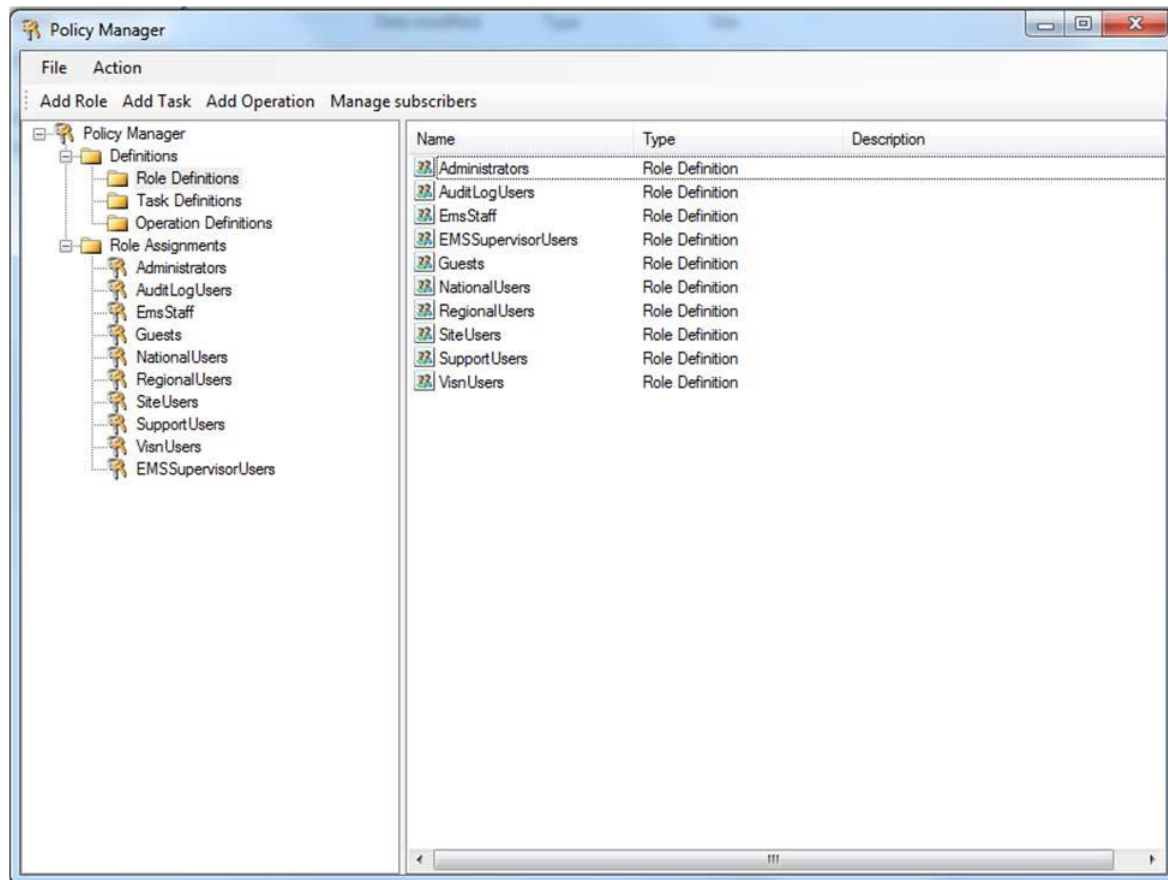 Policy Manager
File Action
Add Role Add Task Add Operation Manage subscribers
Policy Manager
Definitions
Role Definitions
Task Definitions
Operation Definitions
Role Assignments
Administrators
AuditLogUsers
EmsStaff
Guests
NationalUsers
RegionalUsers
SiteUsers
SupportUsers
VisnUsers
EMSSupervisorUsers
Name Type Description
Administrators Role Definition
AuditLogUsers Role Definition
EmsStaff Role Definition
EMSSupervisorUsers Role Definition
Guests Role Definition
NationalUsers Role Definition
RegionalUsers Role Definition
SiteUsers Role Definition
SupportUsers Role Definition
VisnUsers Role Definition